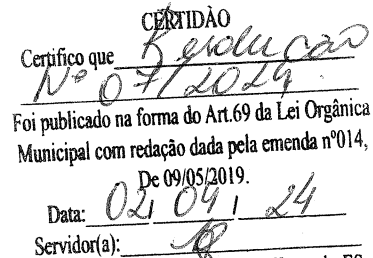 CERTIDÃO
Certifico que Resolução
Nº 07/2024
Foi publicado na forma do Art.69 da Lei Orgânica
Municipal com redação dada pela emenda nº014,
De 09/05/2019.
Data: 02, 04, 24
Servidor(a):